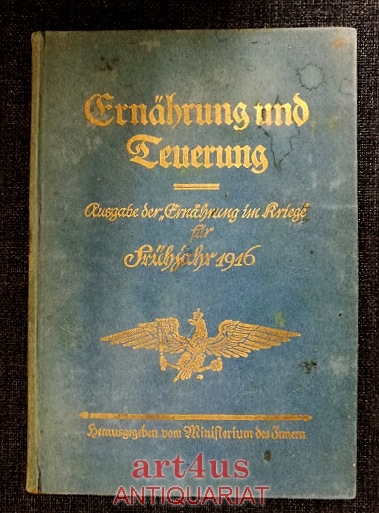 Ernährung und
Teuerung
Ausgabe der „Ernährung im Kriege“
für
Frühjahr 1916
Herausgegeben vom Ministerium des Innern
art4us
ANTIQUARIAT